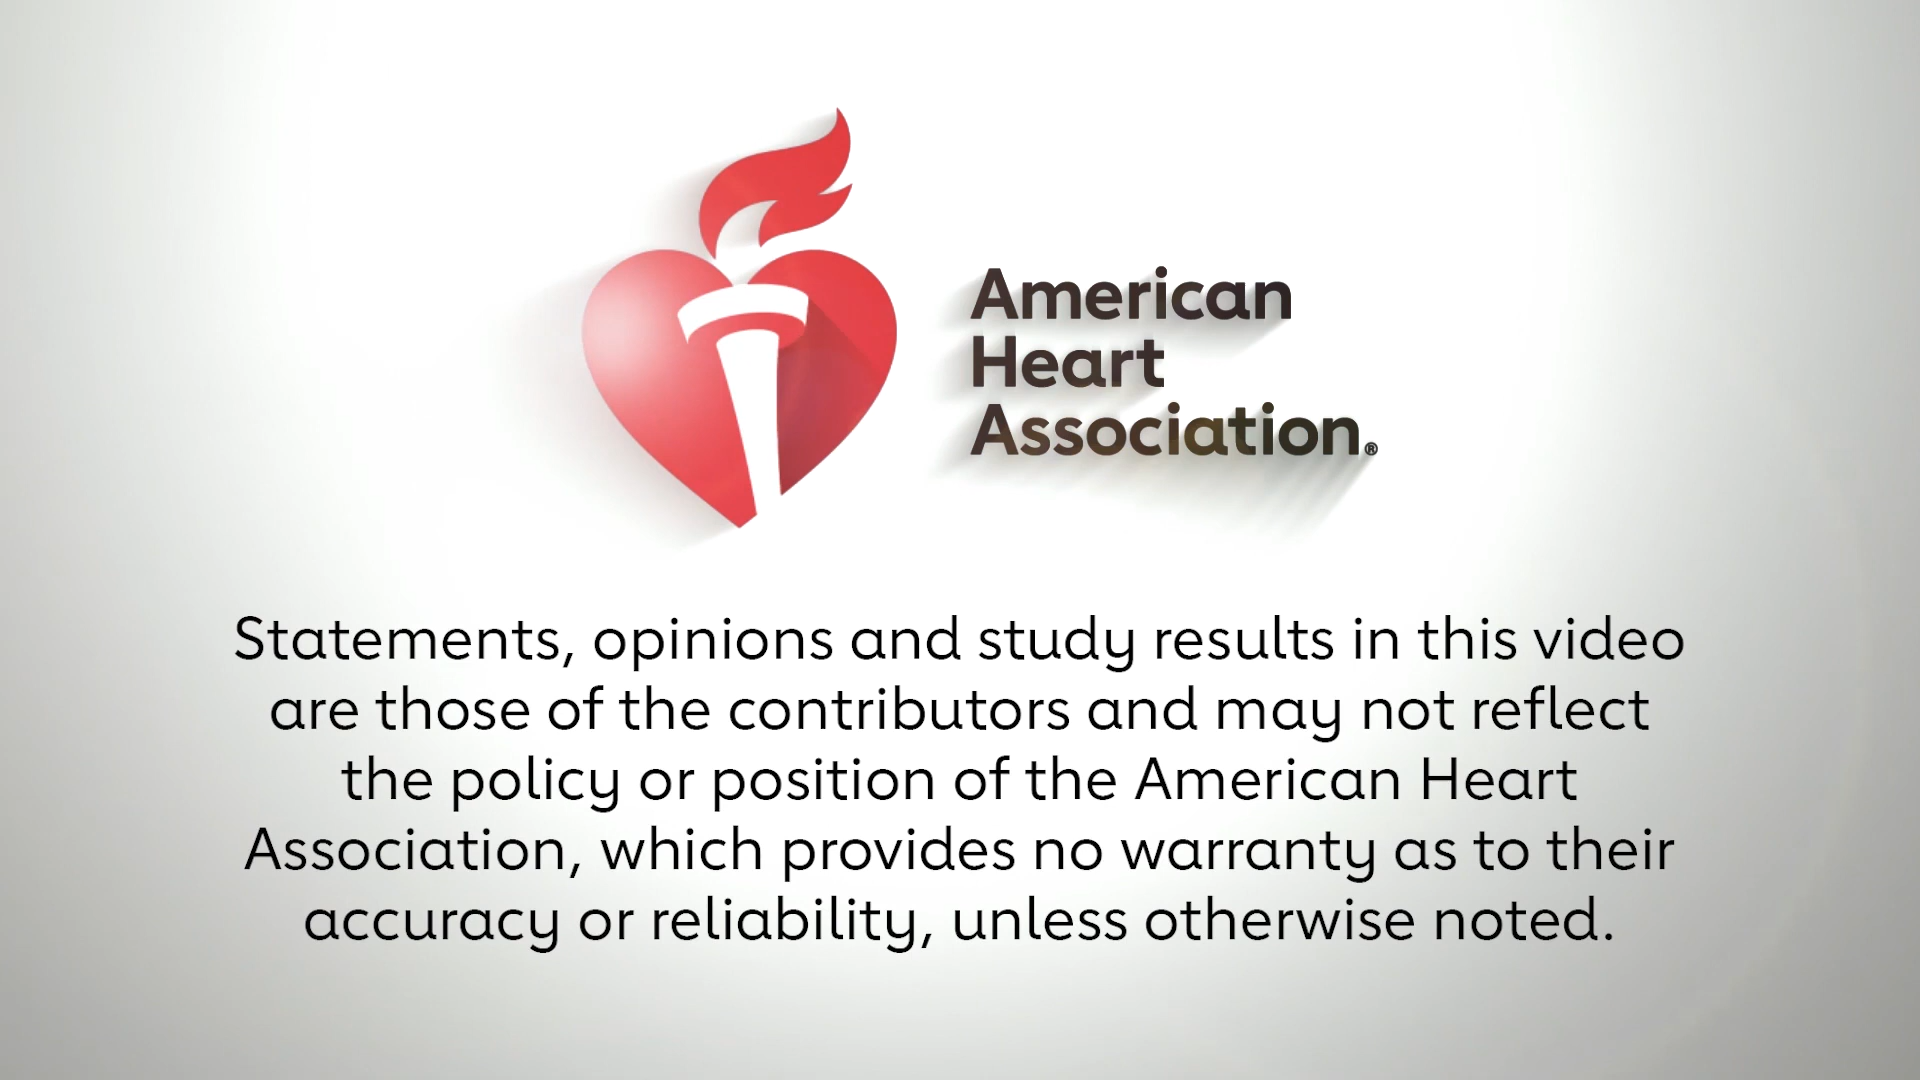 American
Heart
Association®
Statements, opinions and study results in this video
are those of the contributors and may not reflect
the policy or position of the American Heart
Association, which provides no warranty as to their
accuracy or reliability, unless otherwise noted.